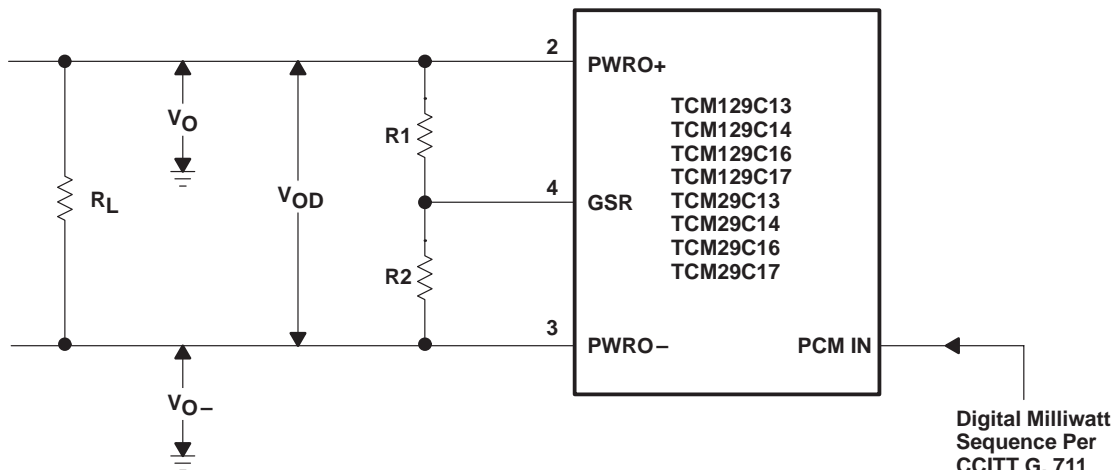 2
PWRO+
TCM129C13
TCM129C14
TCM129C16
TCM129C17
TCM29C13
TCM29C14
TCM29C16
TCM29C17
VO
R1
RL
VOD
4
GSR
R2
3
PWRO–
PCM IN
VO–
Digital Milliwatt
Sequence Per
CCITT G. 711